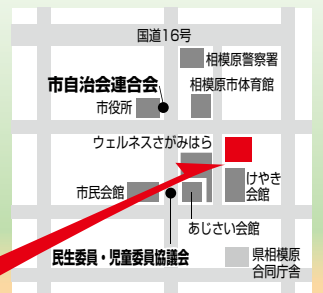 国道16号
相模原警察署
市自治会連合会
相模原市体育館
市役所
ウェルネスさがみはら
けやき
会館
市民会館
あじさい会館
民生委員・児童委員協議会
県相模原
合同庁舎